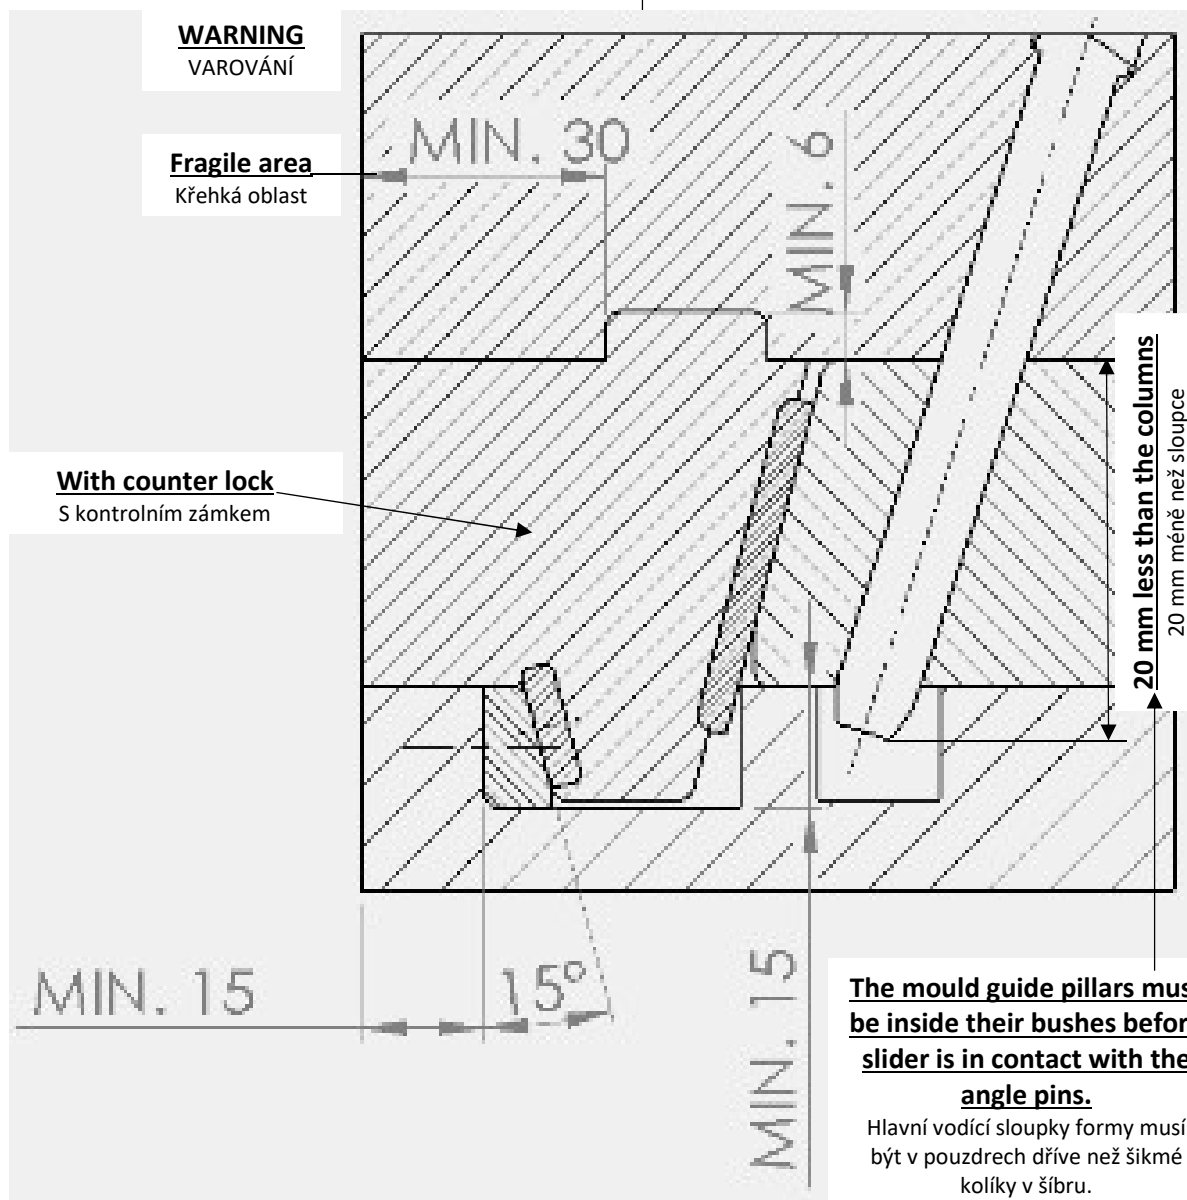 WARNING
VAROVÁNÍ
Fragile area
Křehká oblast
MIN. 30
MIN. 6
With counter lock
S kontrolním zámkem
20 mm less than the columns
20 mm méně než sloupce
MIN. 15
15°
MIN. 15
The mould guide pillars mus
be inside their bushes befor
slider is in contact with the
angle pins.
Hlavní vodící sloupky formy musí
být v pouzdrech dříve než šikmé
kolíky v šíbru.